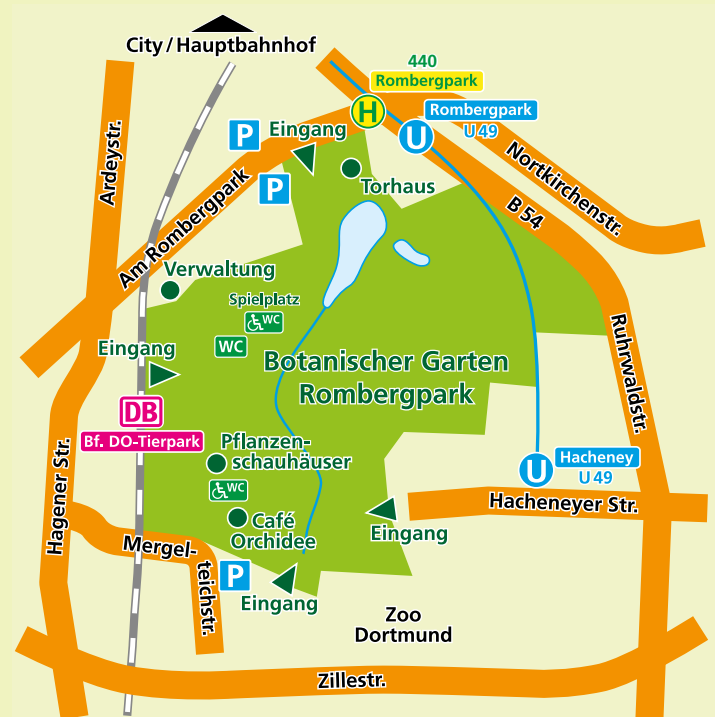 City / Hauptbahnhof
440
Rombergpark
H
Rombergpark
U 49
U
P
Eingang
P
Torhaus
Nortkirchenstr.
B 54
Ardeystr.
Am Rombergpark
Verwaltung
Spielplatz
WC
WC
Eingang
Botanischer Garten
Rombergpark
Ruhrwaldstr.
DB
Bf. DO-Tierpark
Pflanzen-
schauhäuser
WC
Café
Orchidee
U
Hacheney
U 49
Hacheneyer Str.
Eingang
Hagener Str.
Mergel-
teichstr.
P
Eingang
Zoo
Dortmund
Zillestr.